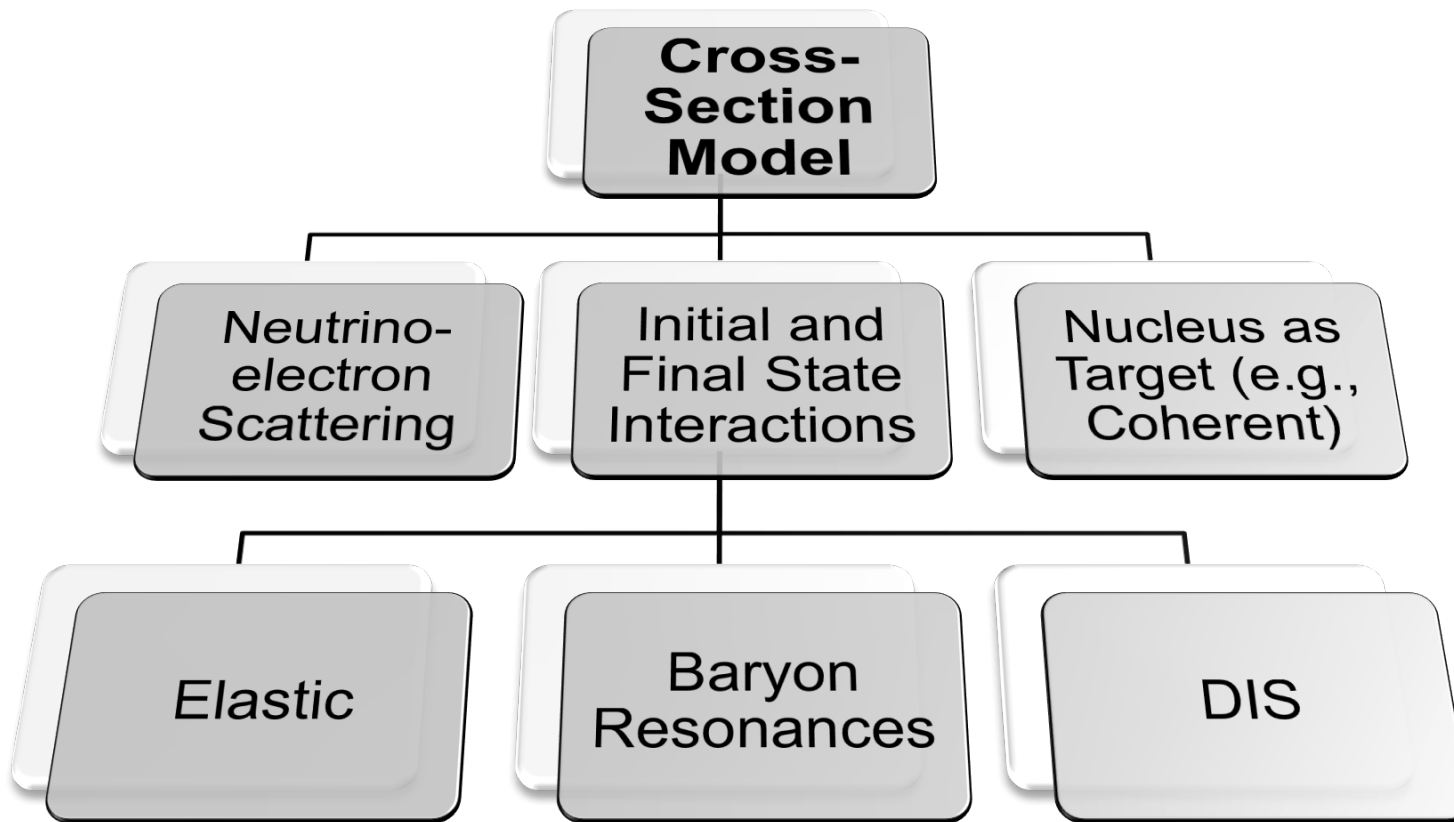 Cross-
Section
Model
Neutrino-
electron
Scattering
Initial and
Final State
Interactions
Nucleus as
Target (e.g.,
Coherent)
Elastic
Baryon
Resonances
DIS